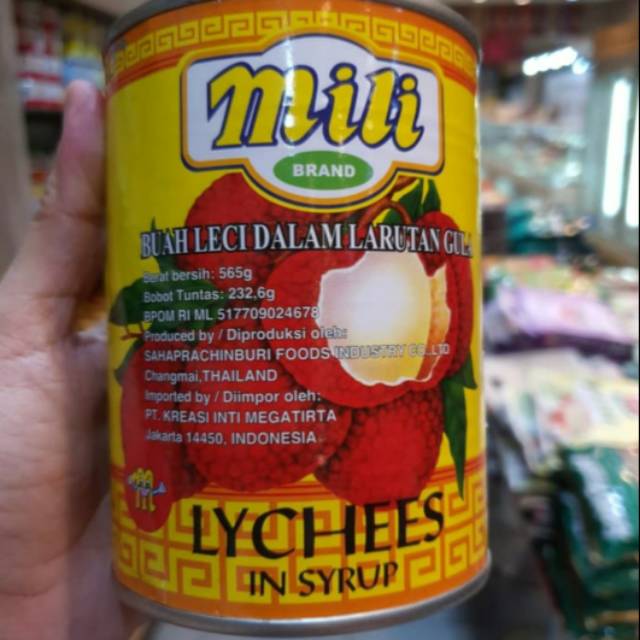 mili
BRAND
BUAH LECI DALAM LARUTAN GULA
Berat bersih: 565g
Bobot Tuntas: 232,6g
BPOM RI ML 517709024678
Produced by / Diproduksi oleh:
SAHAPRACHINBURI FOODS INDUSTRY CO.,LTD
Changmai,THAILAND
Imported by / Diimpor oleh:
PT. KREASI INTI MEGATIRTA
Jakarta 14450, INDONESIA
LYCHEES
IN SYRUP